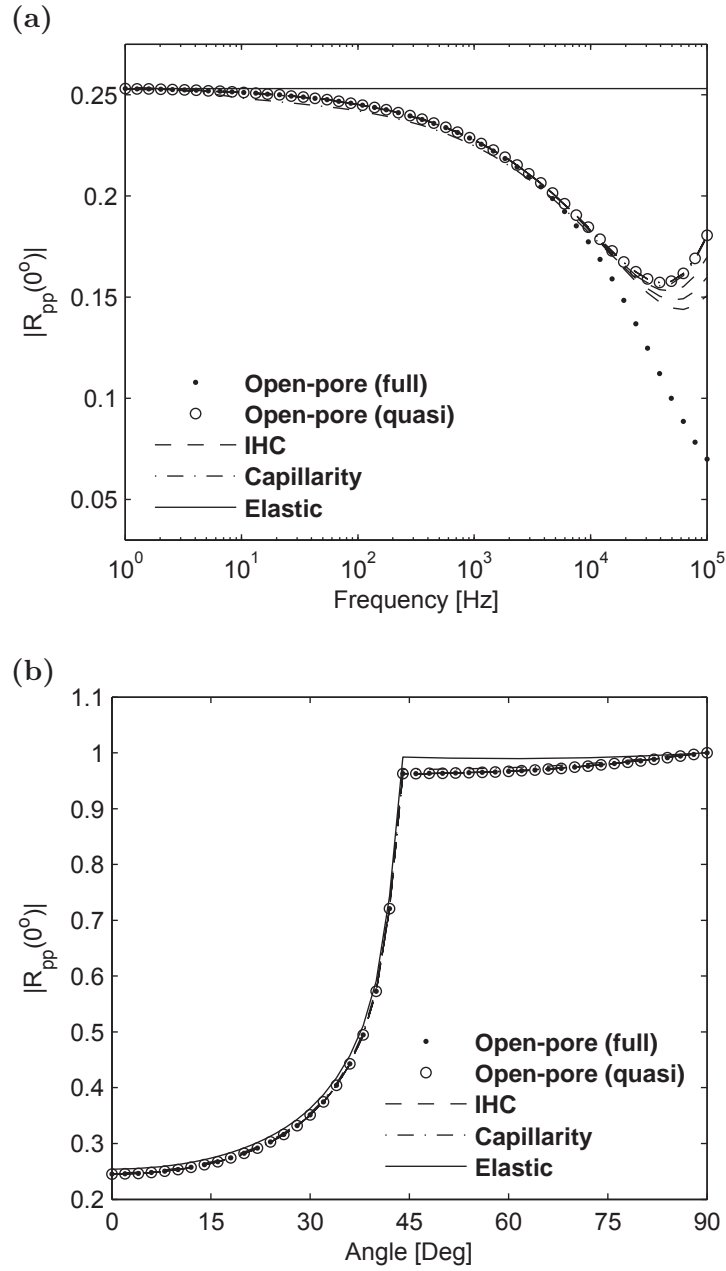 (a)
0.25
0.2
0.15
0.1
0.05
|R_pp(0^o)|
Open-pore (full)
Open-pore (quasi)
IHC
Capillarity
Elastic
10^0 10^1 10^2 10^3 10^4 10^5
Frequency [Hz]
(b)
1.1
1
0.9
0.8
0.7
0.6
0.5
0.4
0.3
0.2
|R_pp(0^o)|
Open-pore (full)
Open-pore (quasi)
IHC
Capillarity
Elastic
0 15 30 45 60 75 90
Angle [Deg]